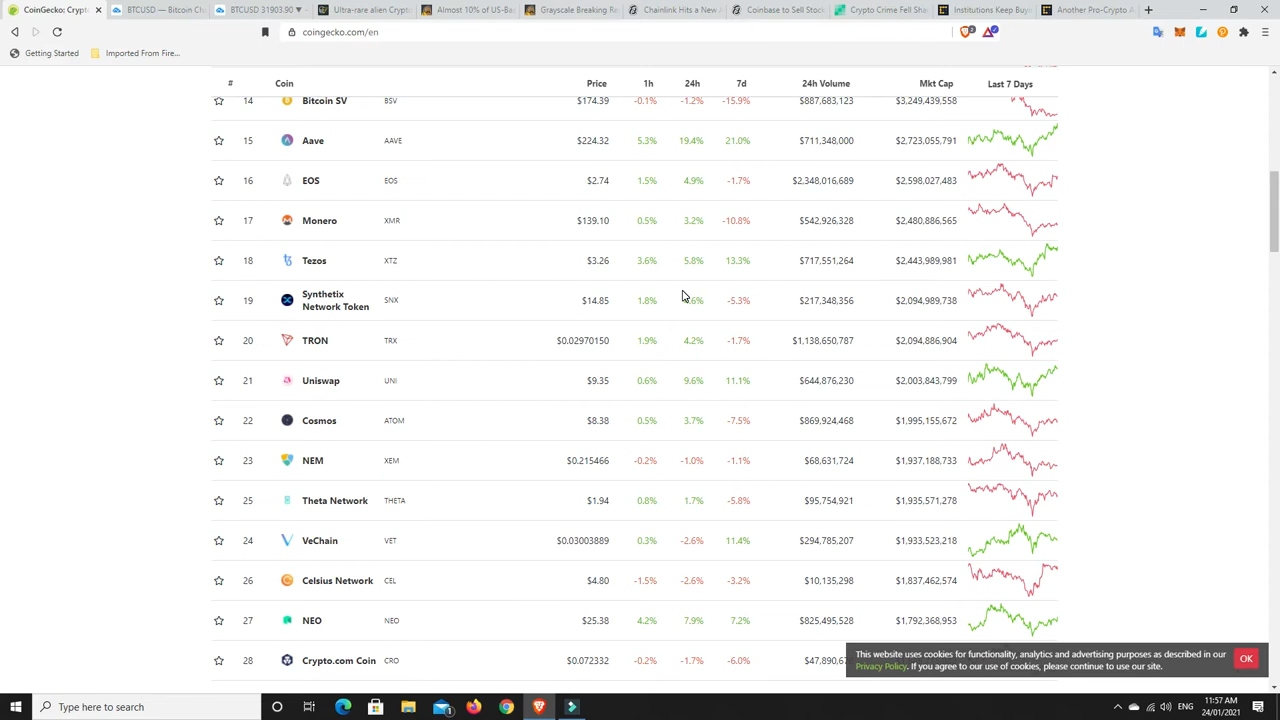 CoinGecko: Crypto
BTCUSD — Bitcoin Ch
BTCUSD 31903.90 ▼
Ultra-rare alien Crypto
Almost 10% of US-Ba
Grayscale Breaking Re
Chainlink Hits a New
Coinbase to Sell Stock
Crypto Crime Fell Sha
Institutions Keep Buy
Another Pro-Crypto A
coingecko.com/en
Getting Started
Imported From Fire...
# Coin Price 1h 24h 7d 24h Volume Mkt Cap Last 7 Days
14 Bitcoin SV BSV $174.39 -0.1% -1.2% -15.9% $887,683,123 $3,249,439,558
15 Aave AAVE $224.32 5.3% 19.4% 21.0% $711,348,000 $2,723,055,791
16 EOS EOS $2.74 1.5% 4.9% -1.7% $2,348,016,689 $2,598,027,483
17 Monero XMR $139.10 0.5% 3.2% -10.8% $542,926,328 $2,480,886,565
18 Tezos XTZ $3.26 3.6% 5.8% 13.3% $717,551,264 $2,443,989,981
19 Synthetix Network Token SNX $14.85 1.8% 6% -5.3% $217,348,356 $2,094,989,738
20 TRON TRX $0.02970150 1.9% 4.2% -1.7% $1,138,650,787 $2,094,886,904
21 Uniswap UNI $9.35 0.6% 9.6% 11.1% $644,876,230 $2,003,843,799
22 Cosmos ATOM $8.38 0.5% 3.7% -7.5% $869,924,468 $1,995,155,672
23 NEM XEM $0.215466 -0.2% -1.0% -1.1% $68,631,724 $1,937,188,733
25 Theta Network THETA $1.94 0.8% 1.7% -5.8% $95,754,921 $1,935,571,278
24 VeChain VET $0.03003889 0.3% -2.6% 11.4% $294,785,207 $1,933,523,218
26 Celsius Network CEL $4.80 -1.5% -2.6% -3.2% $10,135,298 $1,837,462,574
27 NEO NEO $25.38 4.2% 7.9% 7.2% $825,495,528 $1,792,368,953
28 Crypto.com Coin CRO $0.072332 -0.2% -1.7% -6.0% $47,890,6
This website uses cookies for functionality, analytics and advertising purposes as described in our
Privacy Policy. If you agree to our use of cookies, please continue to use our site.
OK
Type here to search
ENG
11:57 AM
24/01/2021